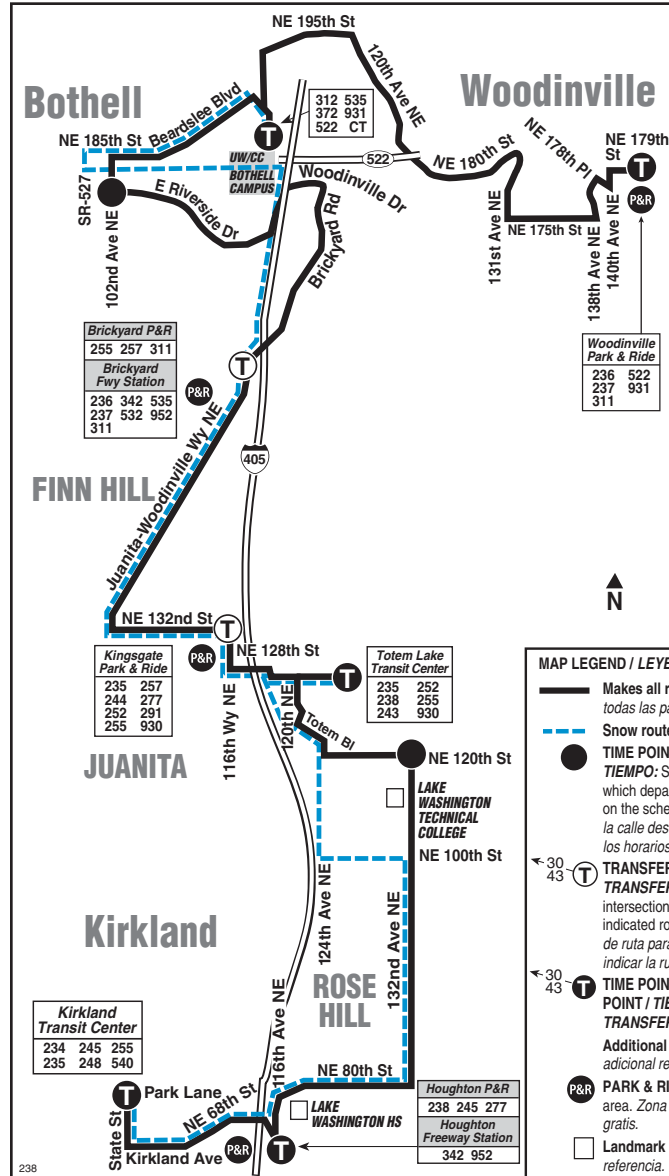 NE 195th St
120th Ave NE
Bothell
Woodinville
Beardslee Blvd
NE 185th St
T
312 535
372 931
522 CT
UW/CC
BOTHELL
CAMPUS
522
NE 180th St
NE 178th Pl
NE 179th
St
T
P&R
SR-527
102nd Ave NE
E Riverside Dr
Woodinville Dr
Brickyard Rd
131st Ave NE
NE 175th St
138th Ave NE
140th Ave NE
Woodinville
Park & Ride
236 522
237 931
311
Brickyard P&R
255 257 311
Brickyard
Fwy Station
236 342 535
237 532 952
311
T
P&R
405
FINN HILL
Juanita-Woodinville Wy NE
N
NE 132nd St
T
P&R
NE 128th St
Kingsgate
Park & Ride
235 257
244 277
252 291
255 930
T
Totem Lake
Transit Center
235 252
238 255
243 930
JUANITA
116th Wy NE
120th NE
Totem Bl
NE 120th St
LAKE
WASHINGTON
TECHNICAL
COLLEGE
NE 100th St
Kirkland
124th Ave NE
132nd Ave NE
ROSE
HILL
116th Ave NE
Kirkland
Transit Center
234 245 255
235 248 540
T
Park Lane
State St
NE 68th St
Kirkland Ave
P&R
T
NE 80th St
LAKE
WASHINGTON HS
Houghton P&R
238 245 277
Houghton
Freeway Station
342 952
238
MAP LEGEND / LEYE
Makes all r
todas las pa
Snow route
TIME POIN
TIEMPO: S
which depa
on the sche
la calle des
los horarios
30
43
T
TRANSFER
TRANSFER
intersection
indicated ro
de ruta para
indicar la ru
30
43
T
TIME POIN
POINT / TIE
TRANSFER
Additional
adicional re
P&R
PARK & RI
area. Zona
gratis.
Landmark
referencia.